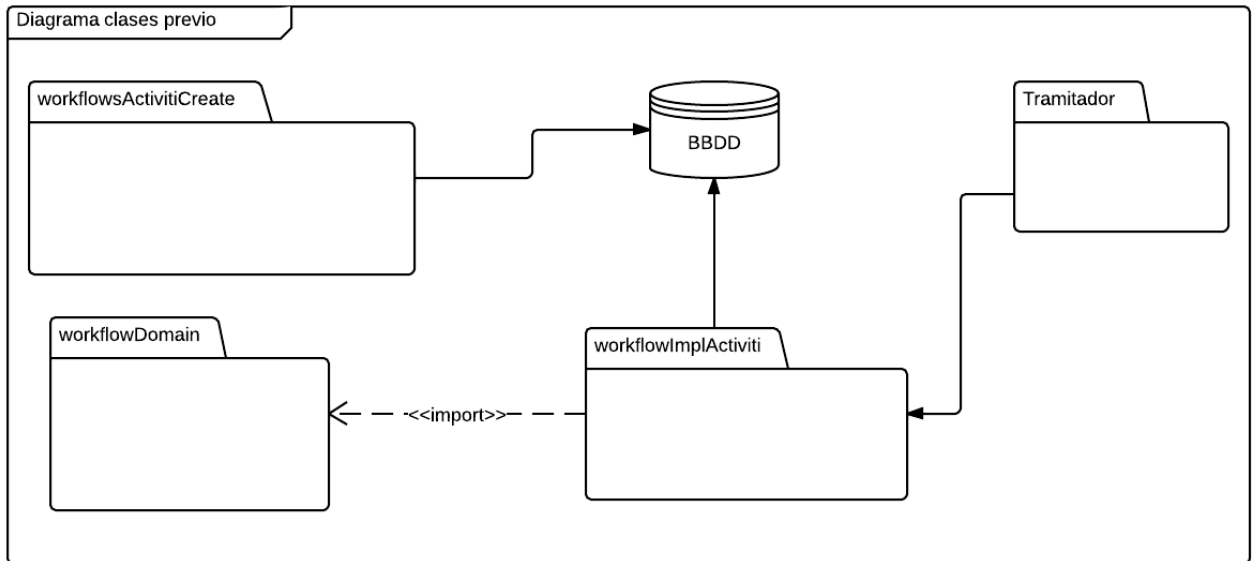 Diagrama clases previo
workflowsActivitiCreate
BBDD
Tramitador
workflowDomain
<<import>>
workflowImplActiviti